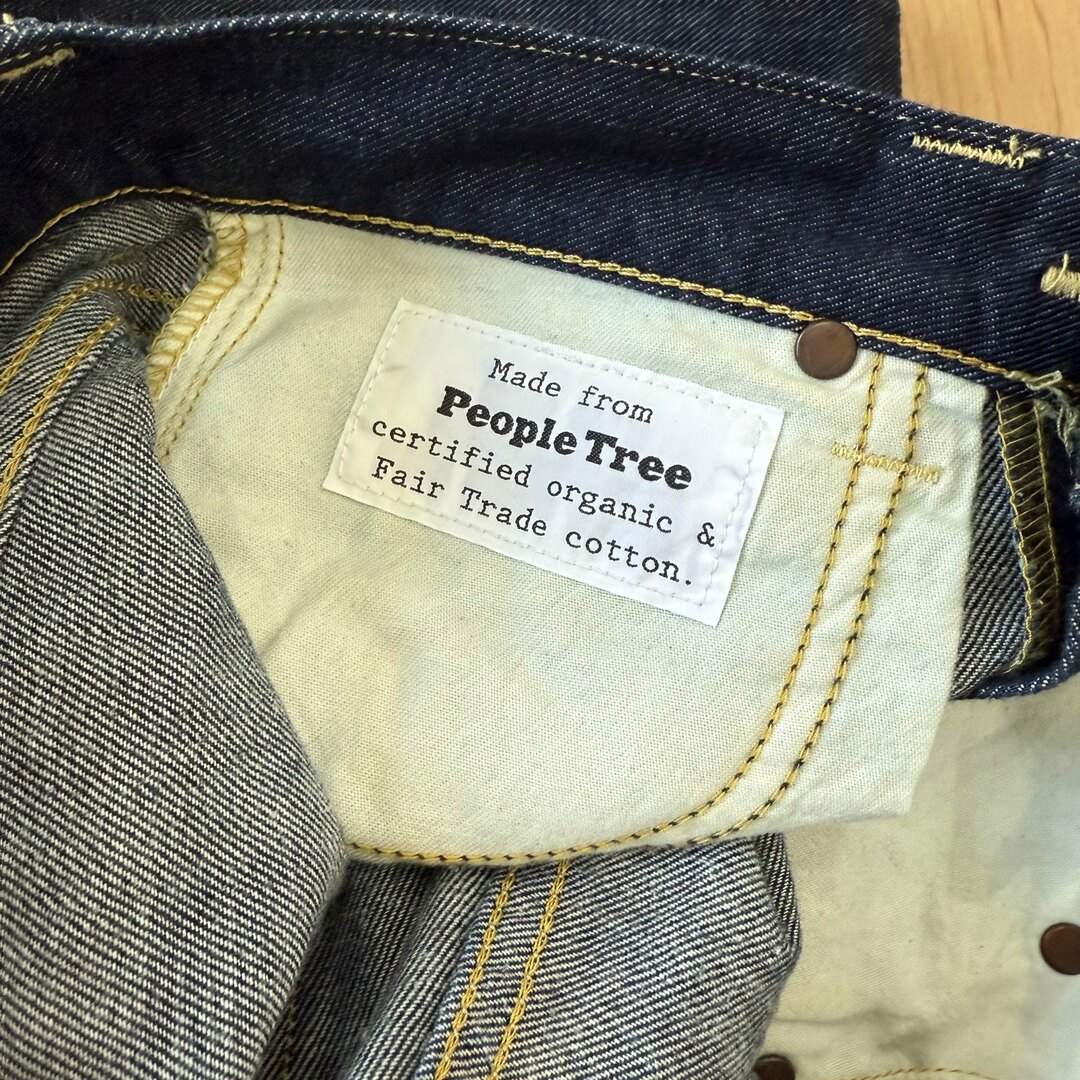 Made from
People Tree
certified organic &
Fair Trade cotton.